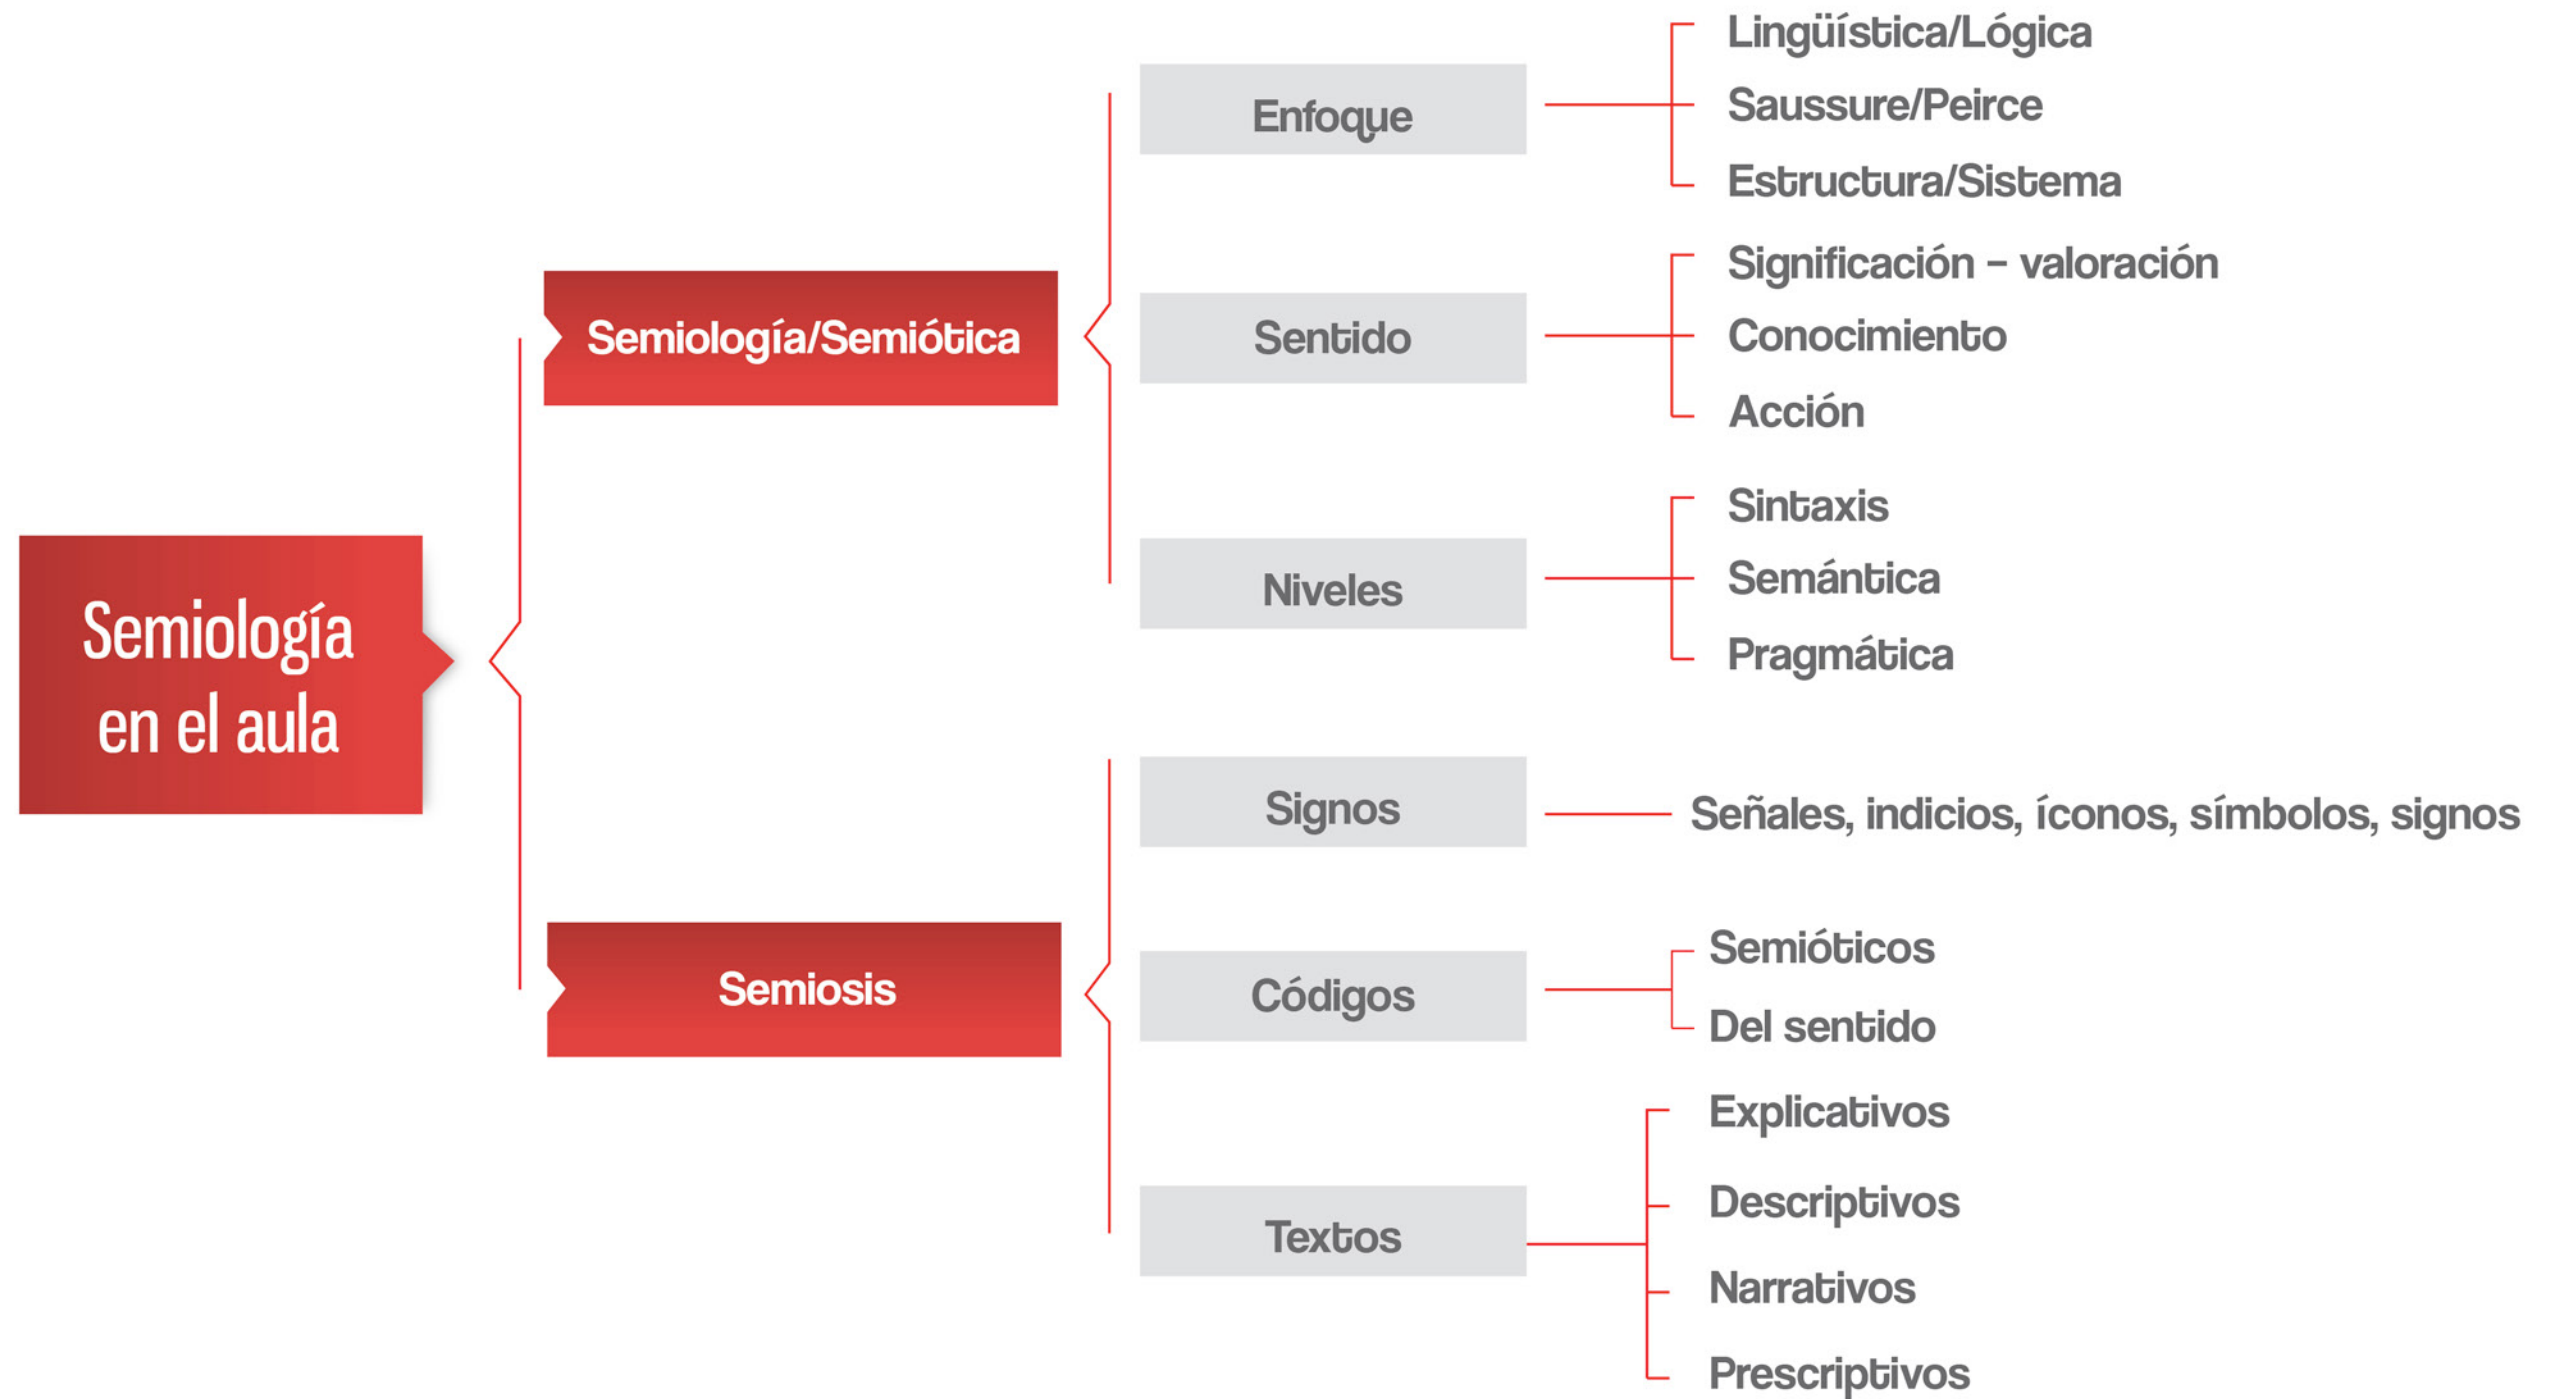 Semiología
en el aula
Semiología/Semiótica
Enfoque
Lingüística/Lógica
Saussure/Peirce
Estructura/Sistema
Sentido
Significación – valoración
Conocimiento
Acción
Niveles
Sintaxis
Semántica
Pragmática
Semiosis
Signos
Señales, indicios, íconos, símbolos, signos
Códigos
Semióticos
Del sentido
Textos
Explicativos
Descriptivos
Narrativos
Prescriptivos